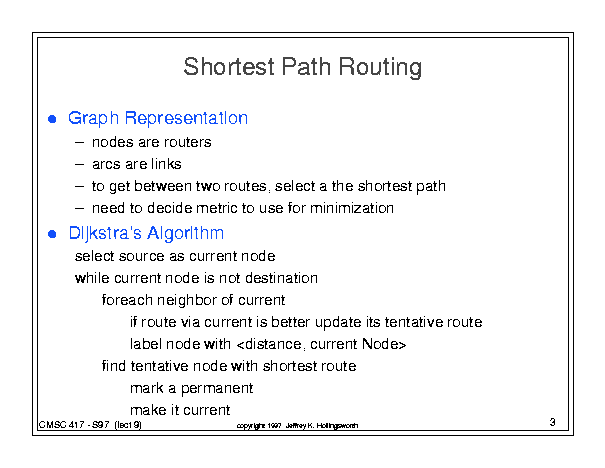 Shortest Path Routing
● Graph Representation
– nodes are routers
– arcs are links
– to get between two routes, select a the shortest path
– need to decide metric to use for minimization
● Dijkstra's Algorithm
select source as current node
while current node is not destination
foreach neighbor of current
if route via current is better update its tentative route
label node with <distance, current Node>
find tentative node with shortest route
mark a permanent
make it current
CMSC 417 - S97 (lect9) copyright 1997 Jeffrey K. Hollingsworth 3